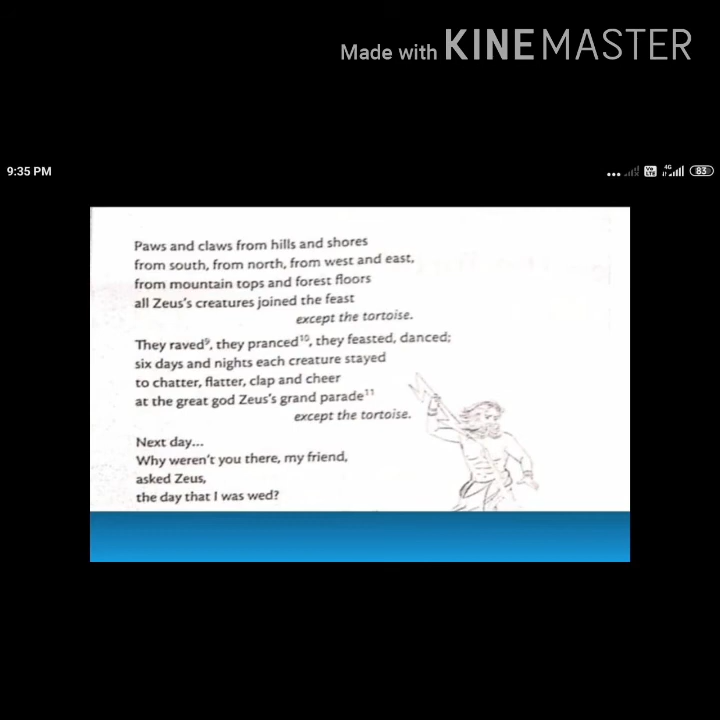 Made with KINEMASTER
9:35 PM
4G
Vo LTE
83
Paws and claws from hills and shores
from south, from north, from west and east,
from mountain tops and forest floors
all Zeus's creatures joined the feast
except the tortoise.
They raved⁹, they pranced¹⁰, they feasted, danced;
six days and nights each creature stayed
to chatter, flatter, clap and cheer
at the great god Zeus's grand parade¹¹
except the tortoise.
Next day...
Why weren't you there, my friend,
asked Zeus,
the day that I was wed?